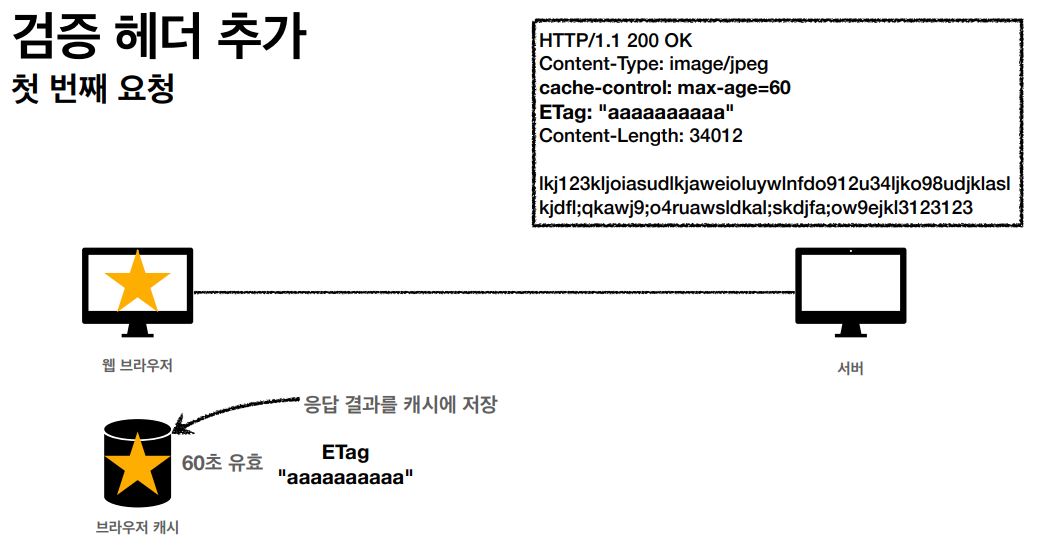 검증 헤더 추가
첫 번째 요청
HTTP/1.1 200 OK
Content-Type: image/jpeg
cache-control: max-age=60
ETag: "aaaaaaaaaa"
Content-Length: 34012
lkj123kljoiasudlkjaweioluywlnfdo912u34ljko98udjklasl
kjdfl;qkawj9;o4ruawsldkal;skdjfa;ow9ejkl3123123
웹 브라우저
서버
응답 결과를 캐시에 저장
60초 유효
ETag
"aaaaaaaaaa"
브라우저 캐시